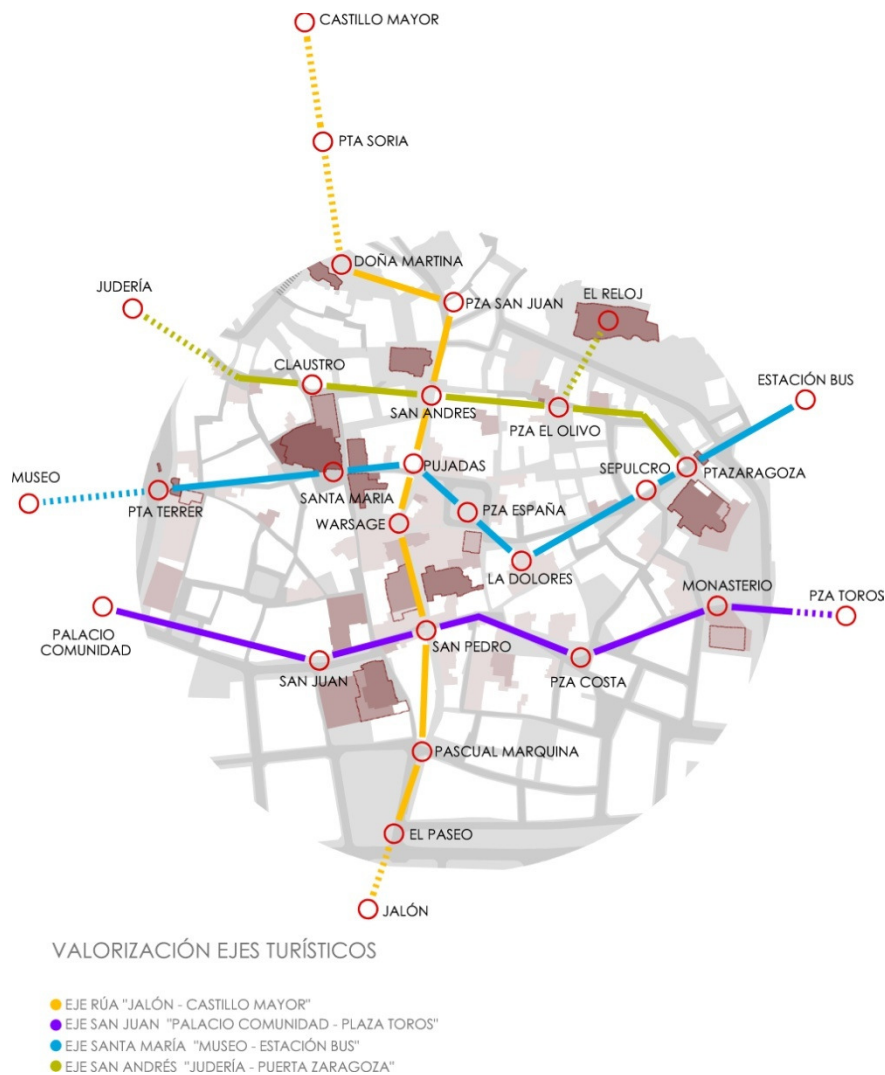 CASTILLO MAYOR
PTA SORIA
DOÑA MARTINA
JUDERÍA
PZA SAN JUAN
EL RELOJ
CLAUSTRO
ESTACIÓN BUS
SAN ANDRES
PZA EL OLIVO
PUJADAS
SEPULCRO
PTAZARAGOZA
MUSEO
SANTA MARIA
PTA TERRER
PZA ESPAÑA
WARSAGE
LA DOLORES
MONASTERIO
PZA TOROS
PALACIO
COMUNIDAD
SAN PEDRO
SAN JUAN
PZA COSTA
PASCUAL MARQUINA
EL PASEO
JALÓN
VALORIZACIÓN EJES TURÍSTICOS
EJE RÚA "JALÓN - CASTILLO MAYOR"
EJE SAN JUAN "PALACIO COMUNIDAD - PLAZA TOROS"
EJE SANTA MARÍA "MUSEO - ESTACIÓN BUS"
EJE SAN ANDRÉS "JUDERÍA - PUERTA ZARAGOZA"